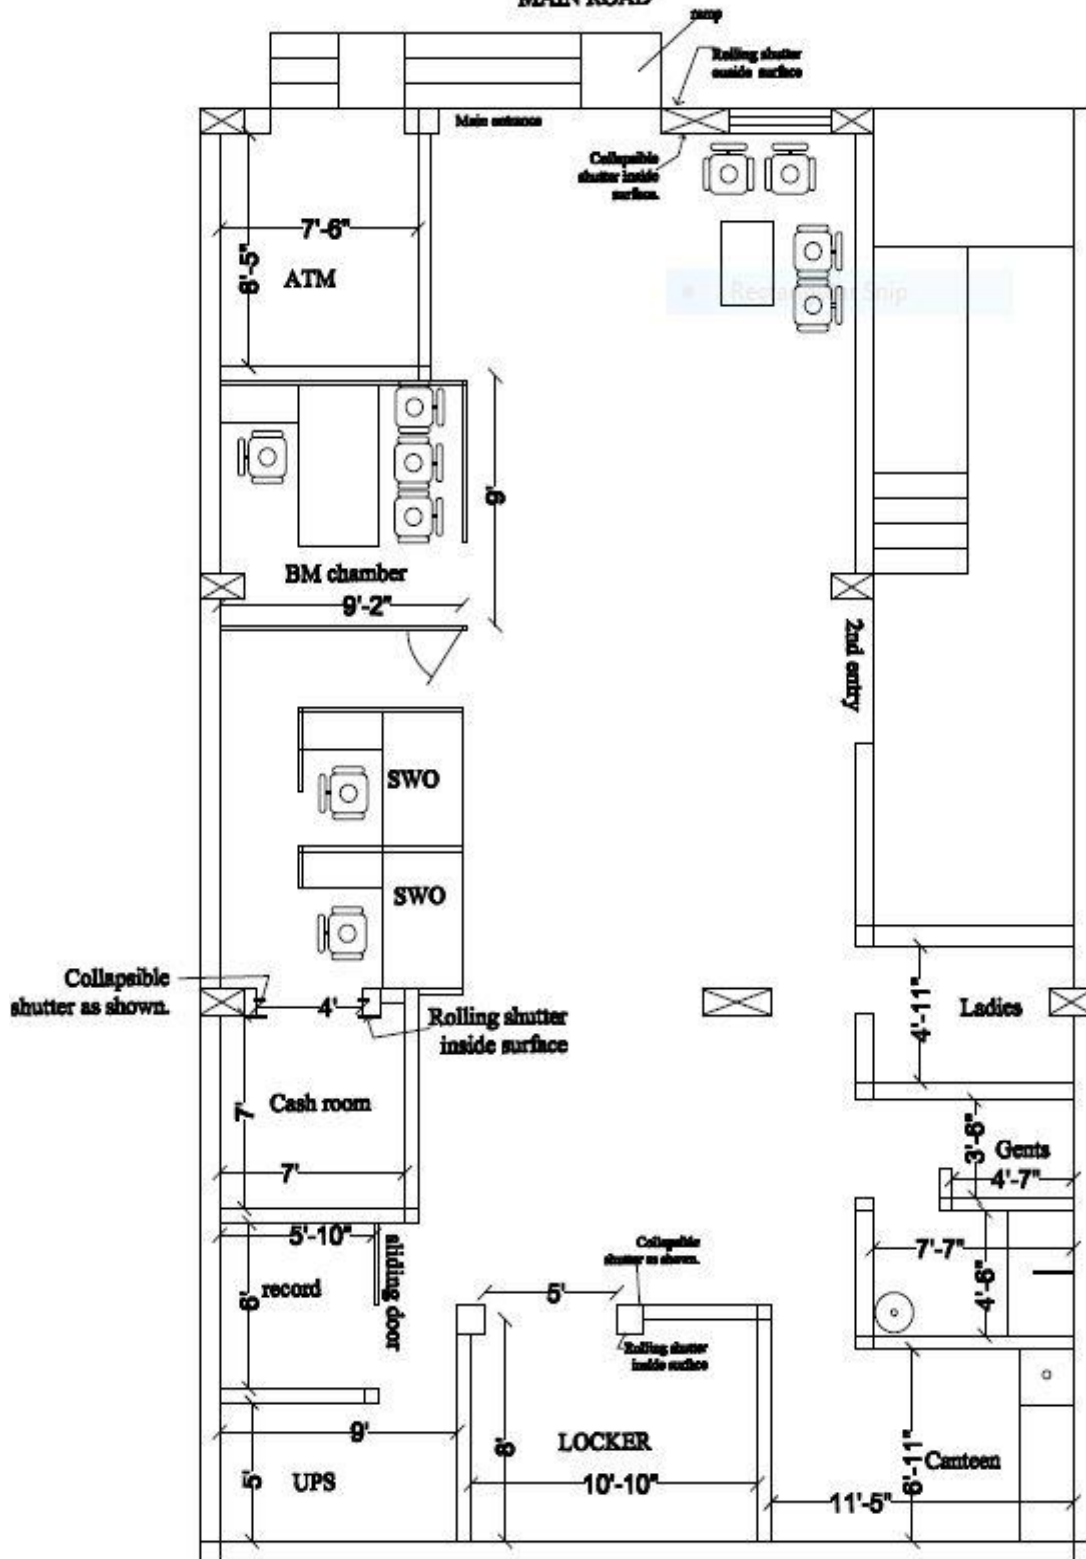 MAIN ROAD
ramp
Rolling shutter
ouside surface
Main entrance
Collapsible
shutter inside
surface.
7'-6"
8'-5"
ATM
Rectangular Snip
9'
BM chamber
9'-2"
2nd entry
SWO
SWO
Collapsible
shutter as shown.
4'
Rolling shutter
inside surface
4'-11"
Ladies
Cash room
7'
7'
3'-6"
Gents
4'-7"
5'-10"
sliding door
record
6'
7'-7"
4'-6"
Collapsible
shutter as shown.
5'
Rolling shutter
inside surface
9'
8'
LOCKER
10'-10"
5'
UPS
Canteen
6'-11"
11'-5"